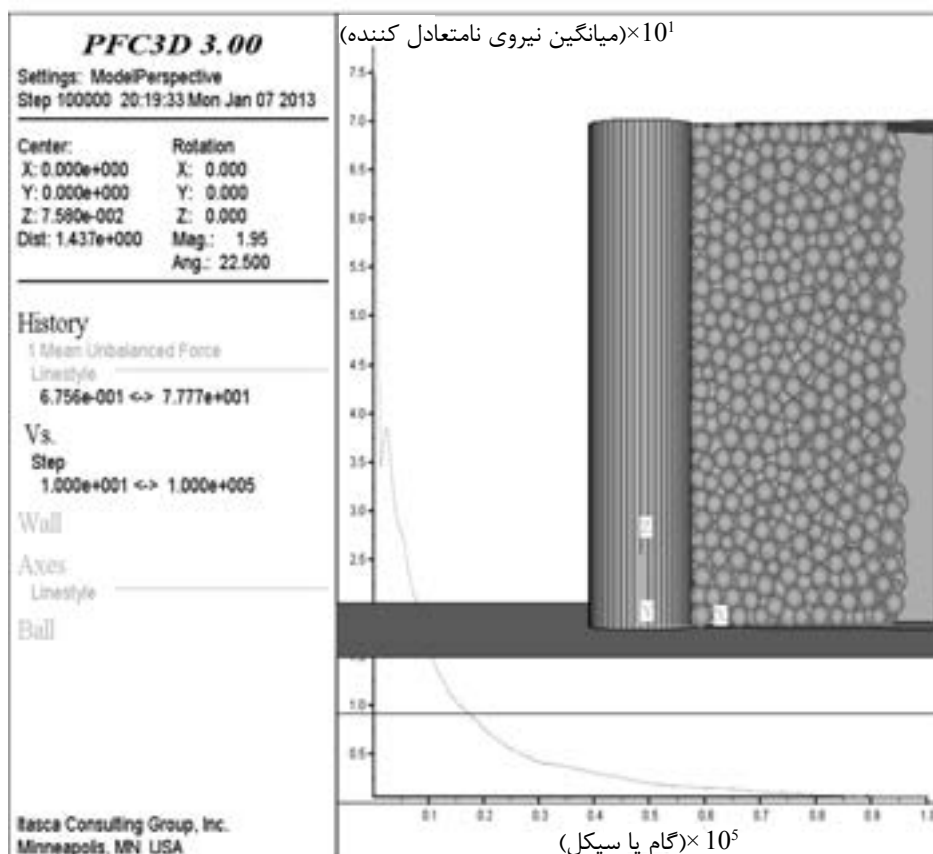 PFC3D 3.00
Settings: ModelPerspective
Step 100000 20:19:33 Mon Jan 07 2013
Center: Rotation
X: 0.000e+000 X: 0.000
Y: 0.000e+000 Y: 0.000
Z: 7.580e-002 Z: 0.000
Dist: 1.437e+000 Mag.: 1.95
Ang.: 22.500
History
1 Mean Unbalanced Force
Linestyle
6.756e-001 <-> 7.777e+001
Vs.
Step
1.000e+001 <-> 1.000e+005
Wall
Axes
Linestyle
Ball
Itasca Consulting Group, Inc.
Minneapolis, MN USA
(میانگین نیروی نامتعادل کننده)×10¹
7.5
7.0
6.5
6.0
5.5
5.0
4.5
4.0
3.5
3.0
2.5
1.0
0.5
0.1 0.2 0.3 0.4 0.5 0.6 0.7 0.8 0.9 1.0
(گام یا سیکل)×10⁵